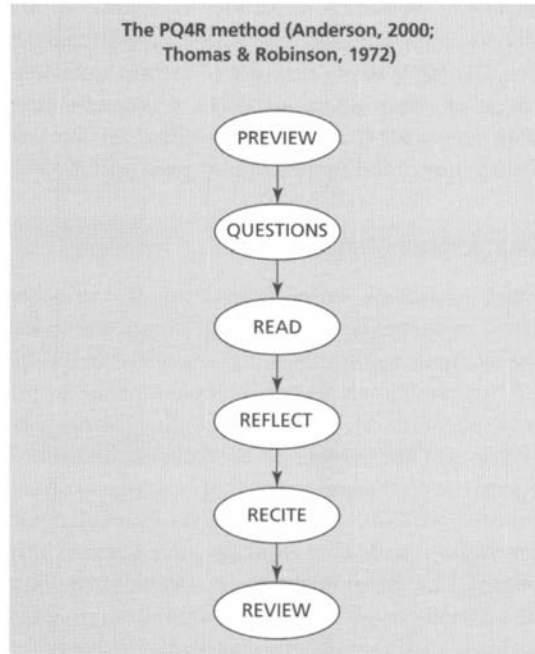 The PQ4R method (Anderson, 2000;
Thomas & Robinson, 1972)
PREVIEW
QUESTIONS
READ
REFLECT
RECITE
REVIEW